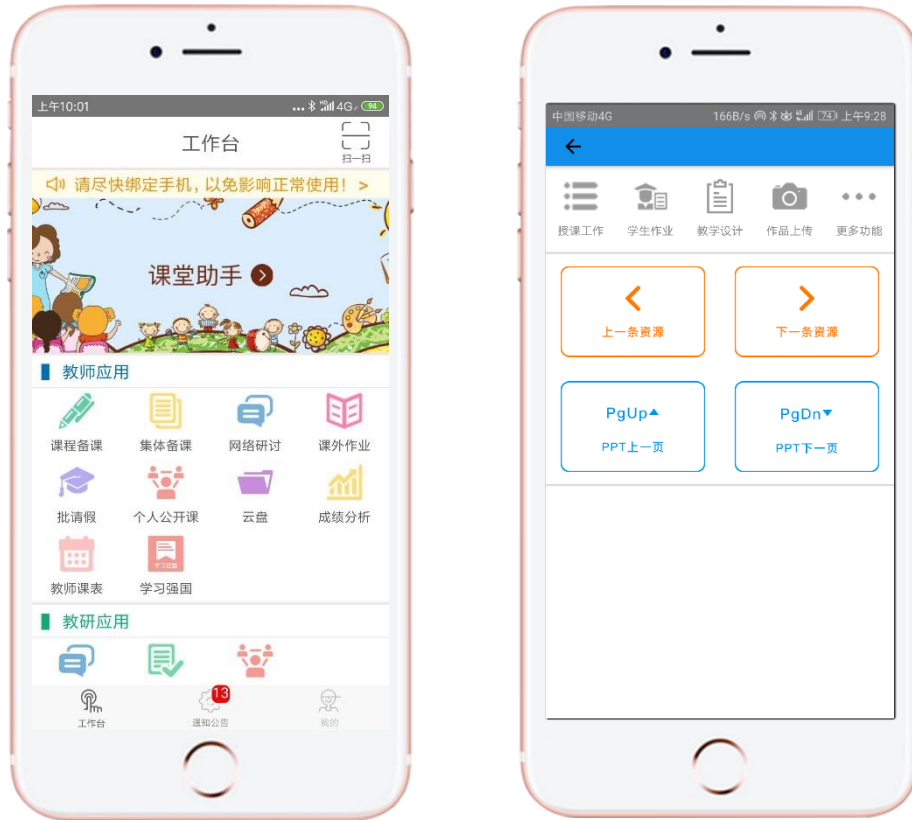 上午10:01
4G 94
工作台
扫一扫
请尽快绑定手机，以免影响正常使用！ >
课堂助手
教师应用
课程备课 集体备课 网络研讨 课外作业
批请假 个人公开课 云盘 成绩分析
教师课表 学习强国
教研应用
13
工作台 通知公告 我的
中国移动4G 166B/s 74 上午9:28
授课工作 学生作业 教学设计 作品上传 更多功能
上一条资源 下一条资源
PgUp▲ PgDn▼
PPT上一页 PPT下一页